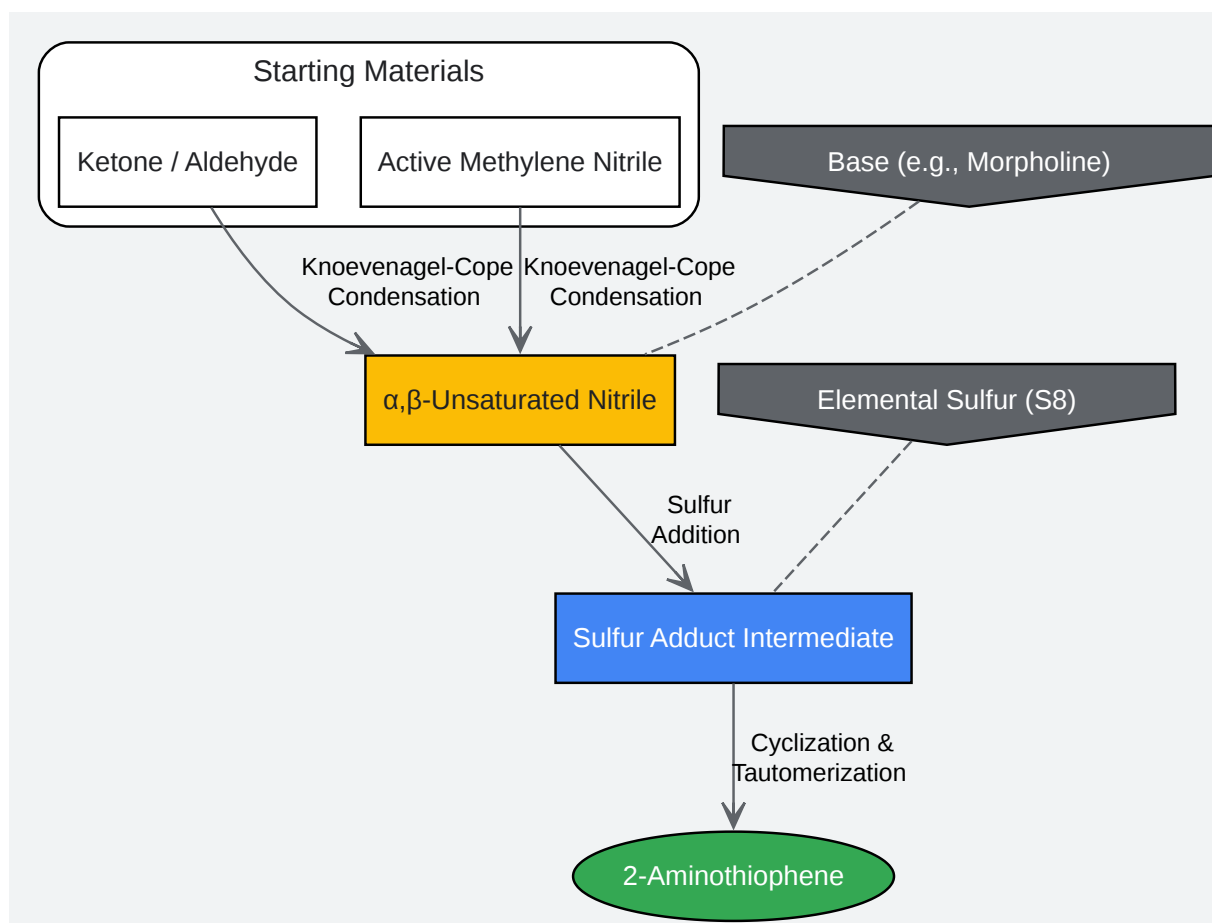 Starting Materials
Ketone / Aldehyde
Active Methylene Nitrile
Base (e.g., Morpholine)
Knoevenagel-Cope
Condensation
Knoevenagel-Cope
Condensation
α,β-Unsaturated Nitrile
Elemental Sulfur (S8)
Sulfur
Addition
Sulfur Adduct Intermediate
Cyclization &
Tautomerization
2-Aminothiophene